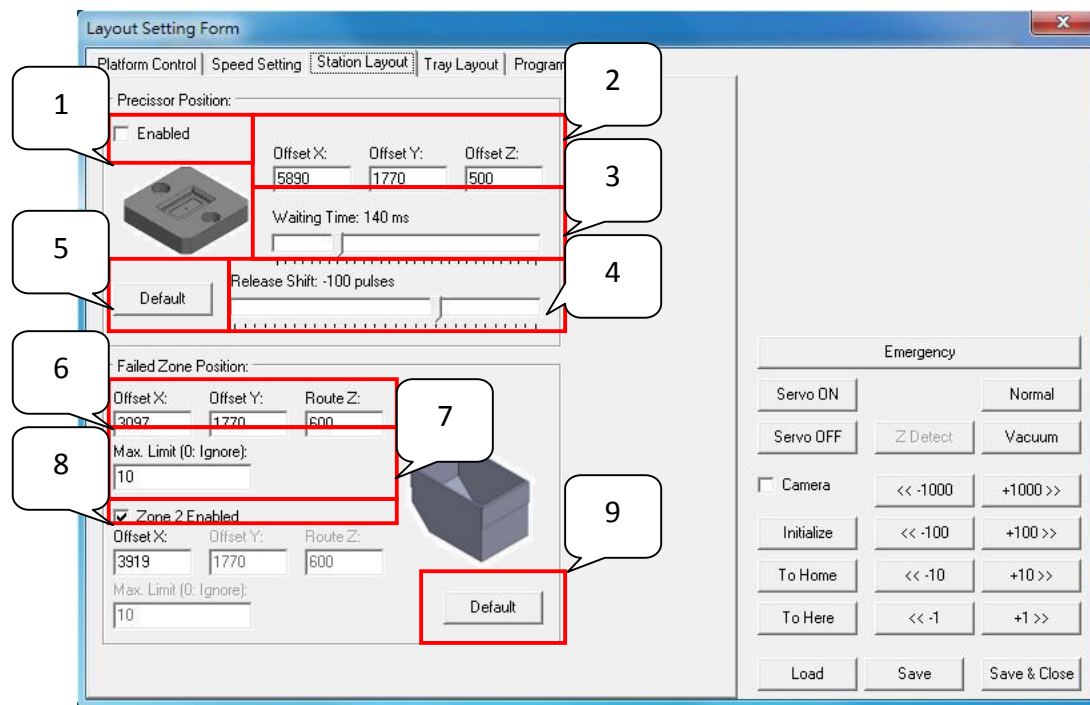 Layout Setting Form
x
Platform Control Speed Setting Station Layout Tray Layout Program
1
2
Precissor Position:
Enabled
Offset X: Offset Y: Offset Z:
5890 1770 500
3
Waiting Time: 140 ms
5
4
Release Shift: -100 pulses
Default
6
Failed Zone Position:
Offset X: Offset Y: Route Z:
3097 1770 600
7
8
Max. Limit (0: Ignore):
10
Zone 2 Enabled
9
Offset X: Offset Y: Route Z:
3919 1770 600
Max. Limit (0: Ignore):
10
Default
Emergency
Servo ON Normal
Servo OFF Z Detect Vacuum
Camera << -1000 +1000 >>
Initialize << -100 +100 >>
To Home << -10 +10 >>
To Here << -1 +1 >>
Load Save Save & Close